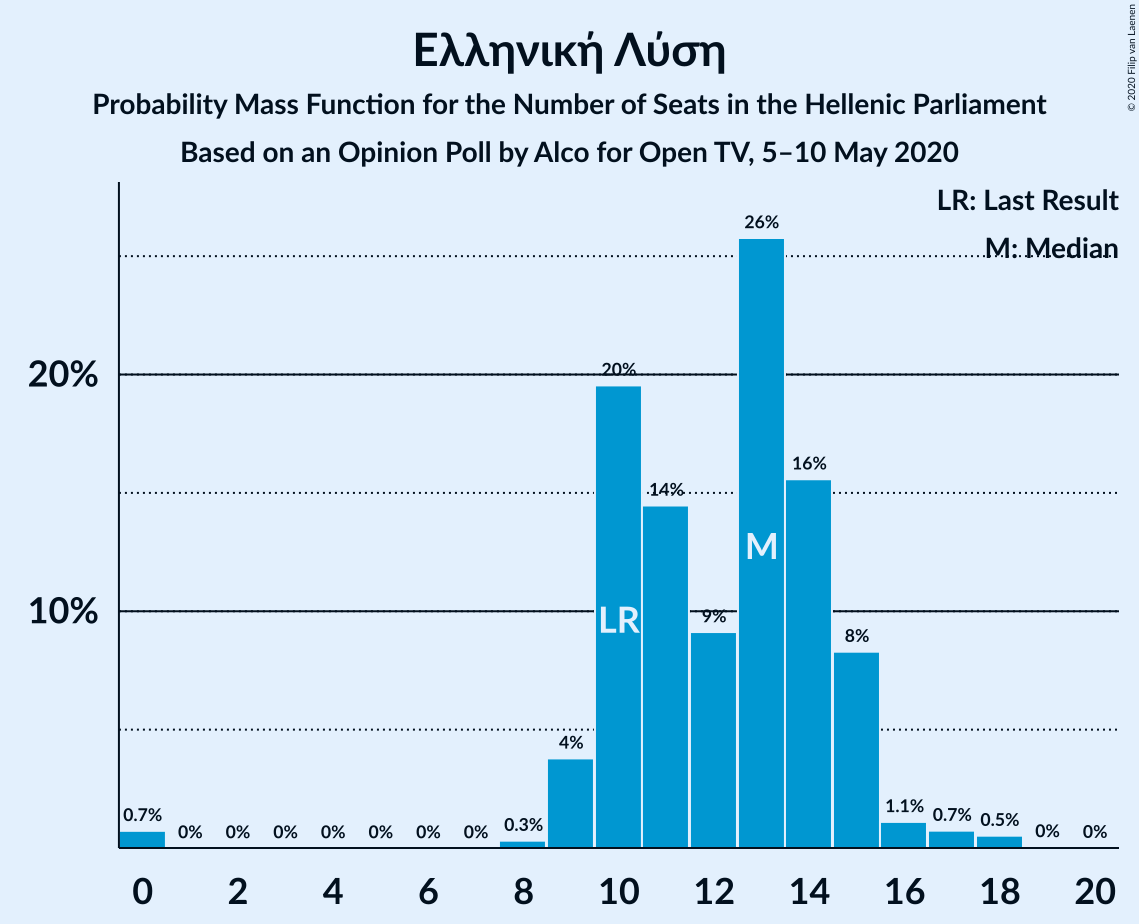 Ελληνική Λύση
Probability Mass Function for the Number of Seats in the Hellenic Parliament
Based on an Opinion Poll by Alco for Open TV, 5–10 May 2020
© 2020 Filip van Laenen
LR: Last Result
M: Median
26%
20%
20%
16%
14%
M
10%
LR
9%
8%
4%
0.7% 0% 0% 0% 0% 0% 0% 0% 0.3% 1.1% 0.7% 0.5% 0% 0%
0 2 4 6 8 10 12 14 16 18 20